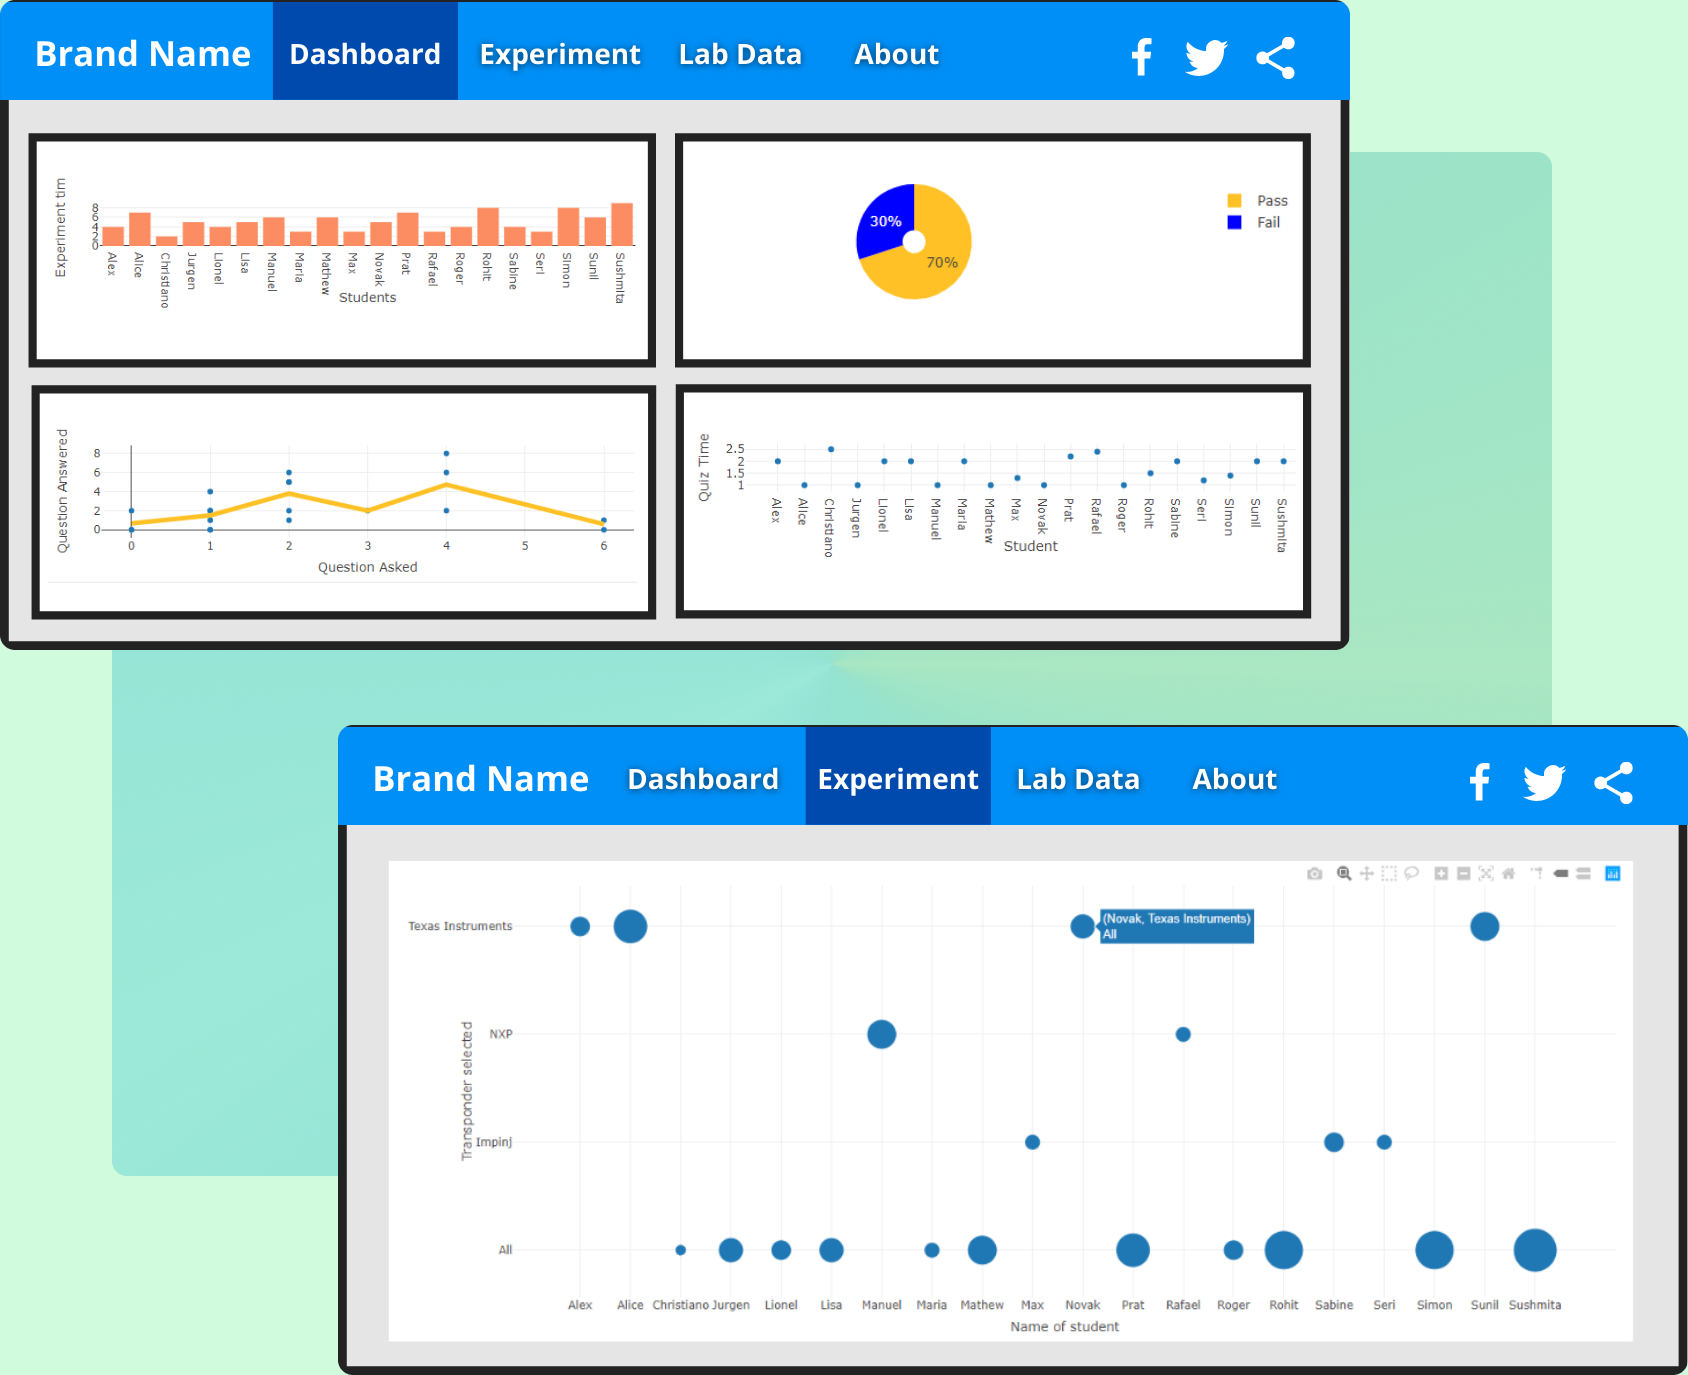 Brand Name Dashboard Experiment Lab Data About
Experiment tim
8
6
4
2
0
Alex Alice Christiano Jurgen Lionel Lisa Manuel Maria Mathew Max Novak Prat Rafael Roger Rohit Sabine Seri Simon Sunil Sushmita
Students
30%
70%
Pass
Fail
Question Answered
8
6
4
2
0
0 1 2 3 4 5 6
Question Asked
Quiz Time
2.5
2
1.5
1
Alex Alice Christiano Jurgen Lionel Lisa Manuel Maria Mathew Max Novak Prat Rafael Roger Rohit Sabine Seri Simon Sunil Sushmita
Student
Brand Name Dashboard Experiment Lab Data About
Transponder selected
Texas Instruments
(Novak, Texas Instruments)
All
NXP
Impinj
All
Alex Alice Christiano Jurgen Lionel Lisa Manuel Maria Mathew Max Novak Prat Rafael Roger Rohit Sabine Seri Simon Sunil Sushmita
Name of student